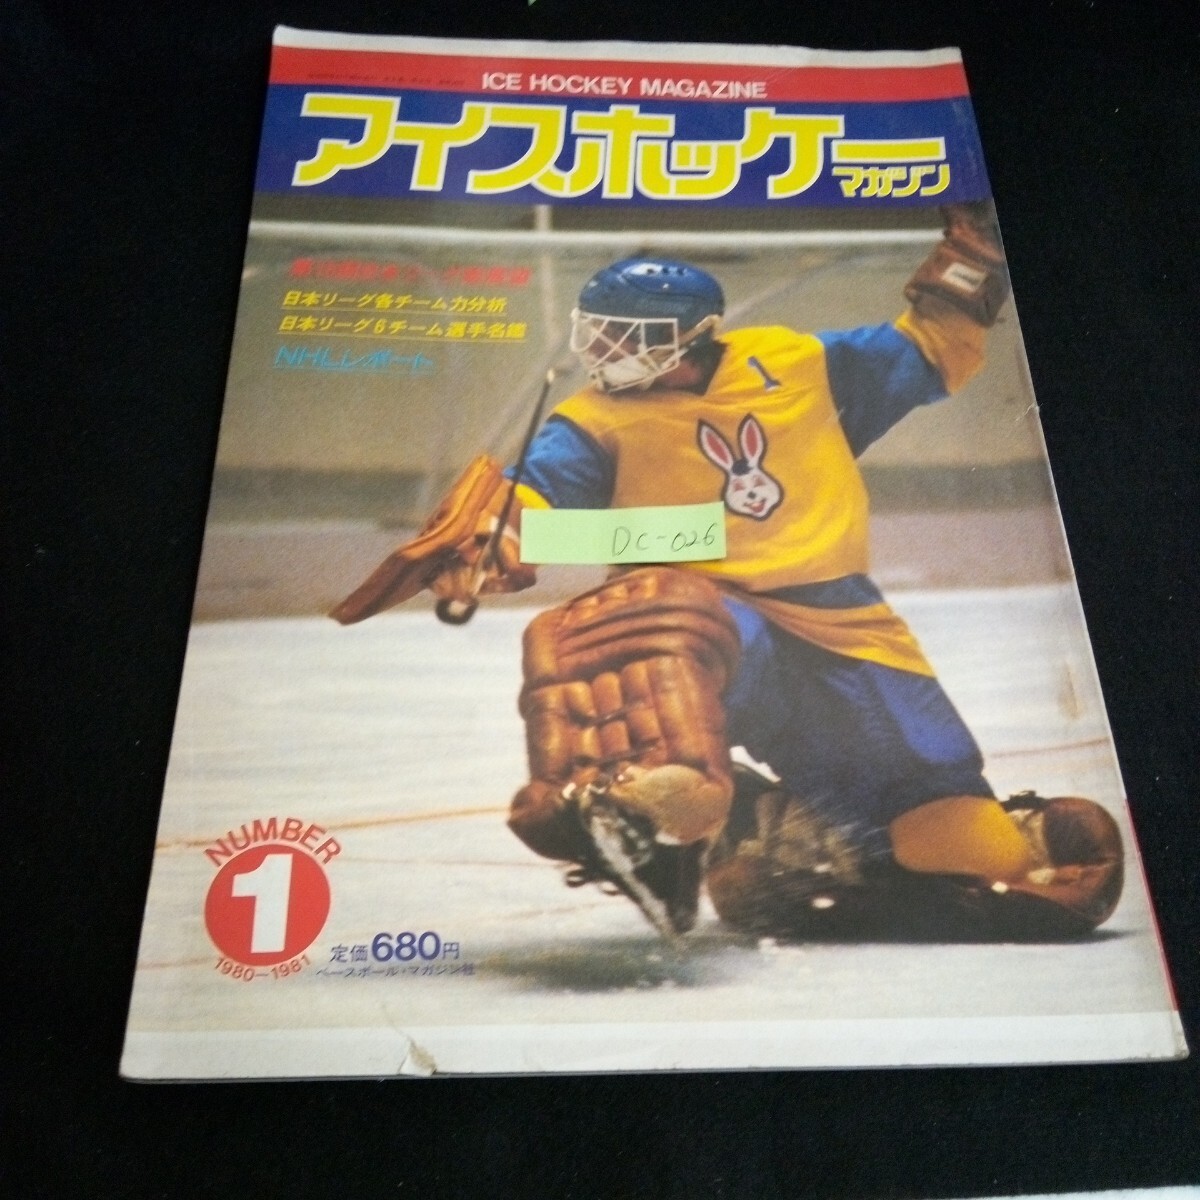 ICE HOCKEY MAGAZINE
アイスホッケー
マガジン
日本リーグ各チーム力分析
日本リーグ6チーム選手名鑑
NHLレポート
1
DC-026
NUMBER
1
1980-1981
定価680円
ベースボール・マガジン社